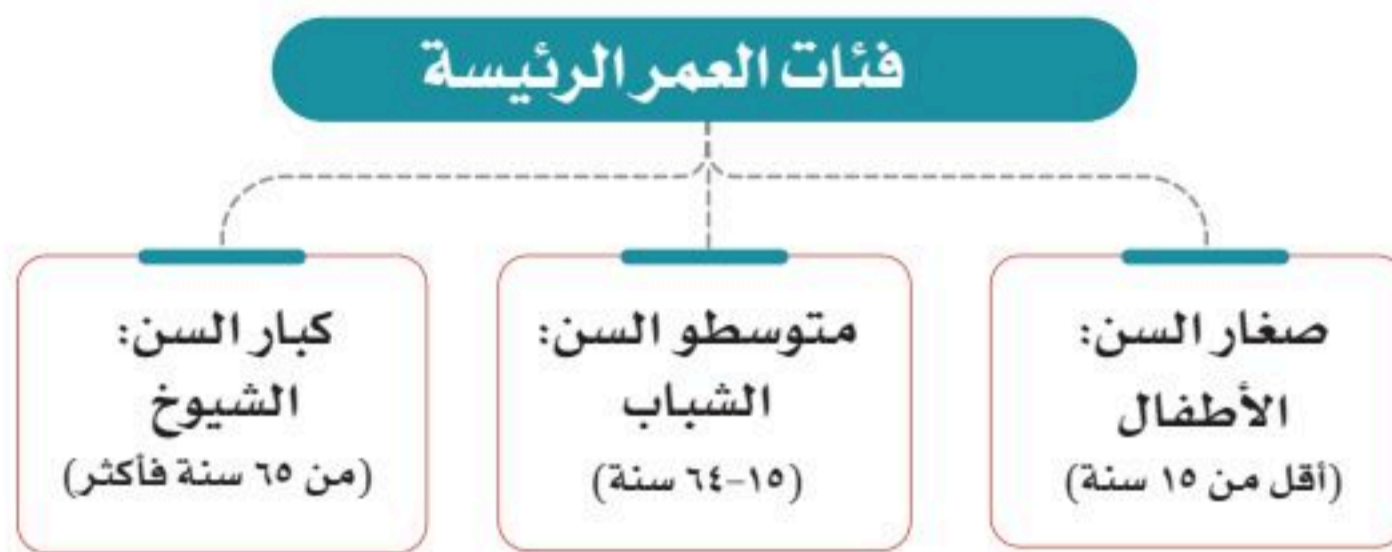 فئات العمر الرئيسة
صغار السن:
الأطفال
(أقل من ١٥ سنة)
متوسطو السن:
الشباب
(١٥-٦٤ سنة)
كبار السن:
الشيوخ
(من ٦٥ سنة فأكثر)